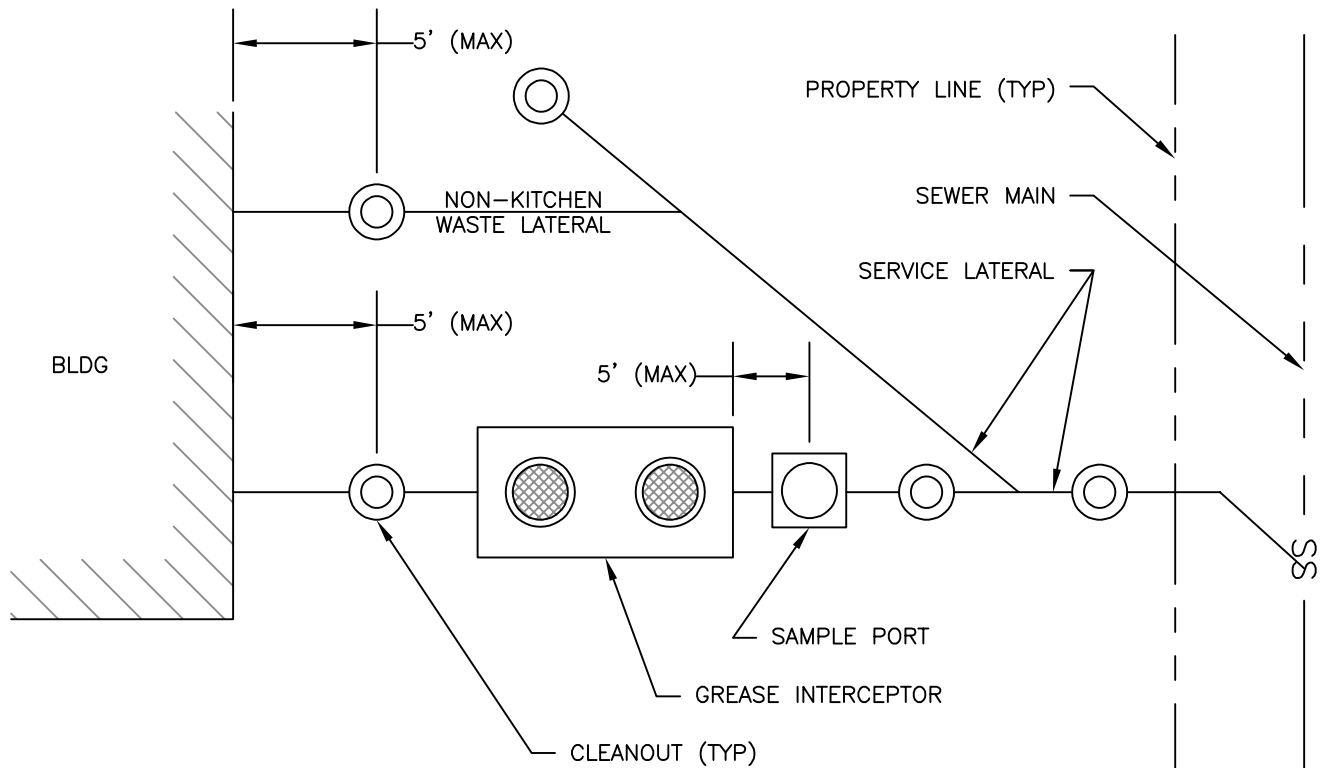 5' (MAX)
PROPERTY LINE (TYP)
NON-KITCHEN
WASTE LATERAL
SEWER MAIN
SERVICE LATERAL
5' (MAX)
BLDG
5' (MAX)
SS
SAMPLE PORT
GREASE INTERCEPTOR
CLEANOUT (TYP)